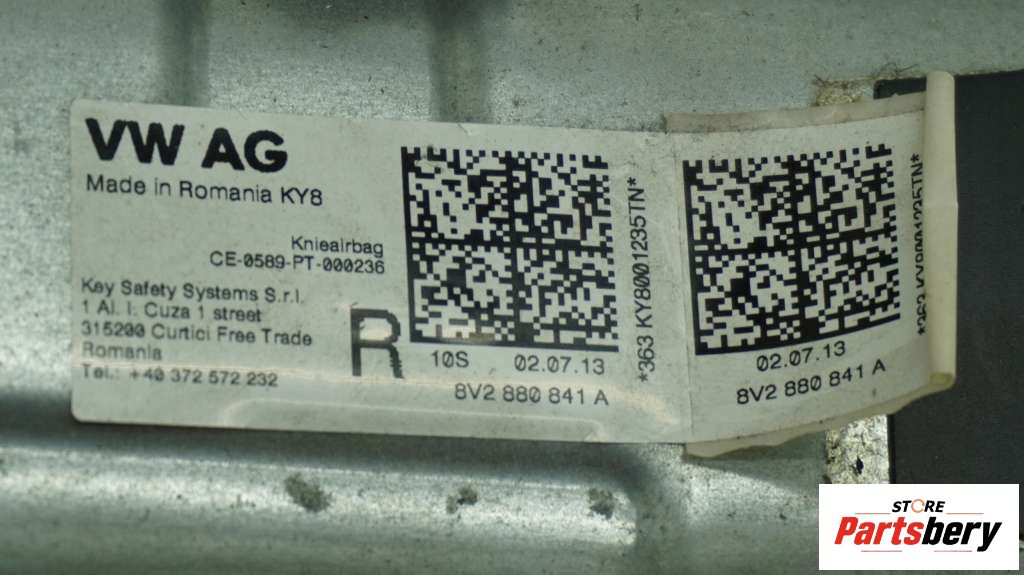 VW AG
Made in Romania KY8
Knieairbag
CE-0589-PT-000236
Key Safety Systems S.r.l.
1 Al. I. Cuza 1 street
315200 Curtici Free Trade
Romania
Tel.: +40 372 572 232
R
10S 02.07.13
8V2 880 841 A
*363 KY8001235TN*
02.07.13
8V2 880 841 A
*363 KY8001235TN*
STORE
Partsbery